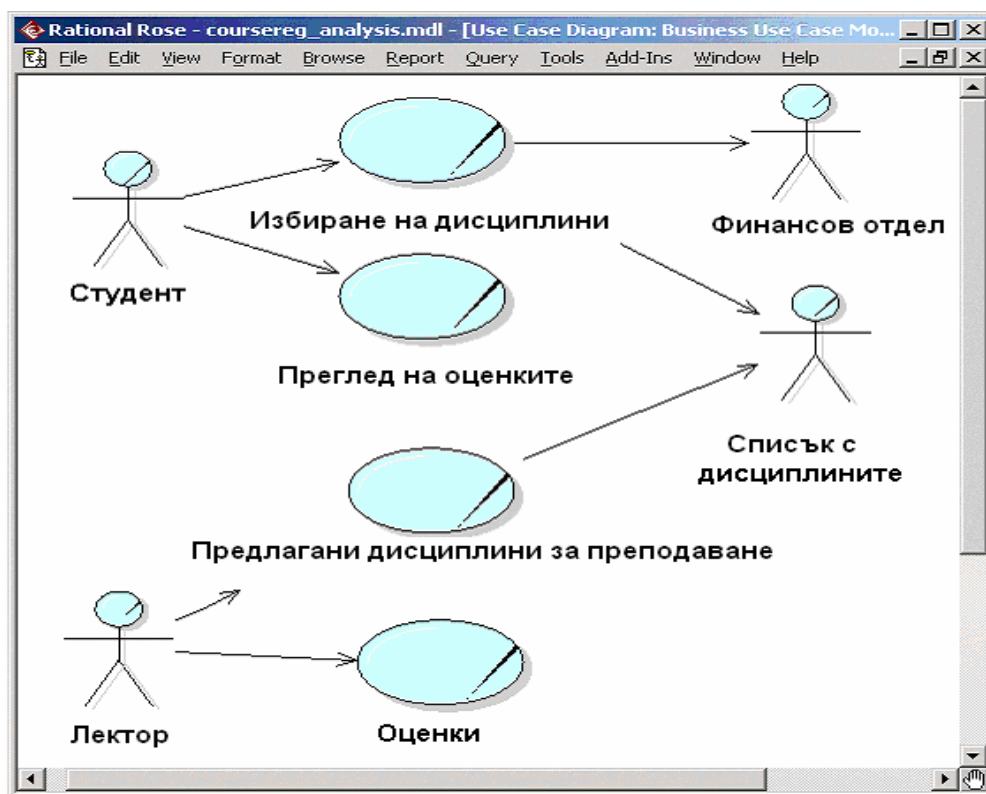 Rational Rose - coursereg_analysis.mdl - [Use Case Diagram: Business Use Case Mo...
File Edit View Format Browse Report Query Tools Add-Ins Window Help
Избиране на дисциплини
Финансов отдел
Студент
Преглед на оценките
Списък с
дисциплините
Предлагани дисциплини за преподаване
Лектор
Оценки